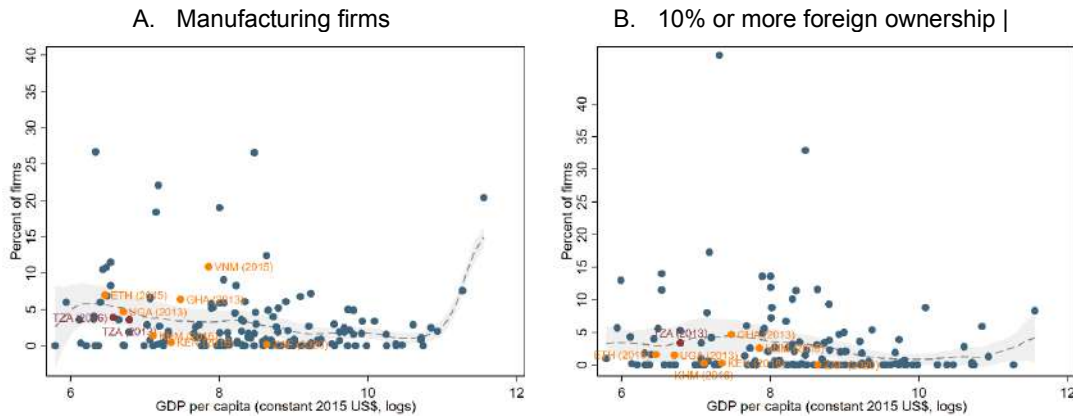 A. Manufacturing firms
B. 10% or more foreign ownership |
Percent of firms
40
35
30
25
20
15
10
5
0
VNM (2015)
ETH (2015)
GHA (2013)
UGA (2013)
TZA
TZA
6
8
10
12
GDP per capita (constant 2015 US$, logs)
Percent of firms
40
35
30
25
20
15
10
5
0
TZA (2013)
GHA (2013)
UGA (2013)
KHM (2016)
6
8
10
12
GDP per capita (constant 2015 US$, logs)